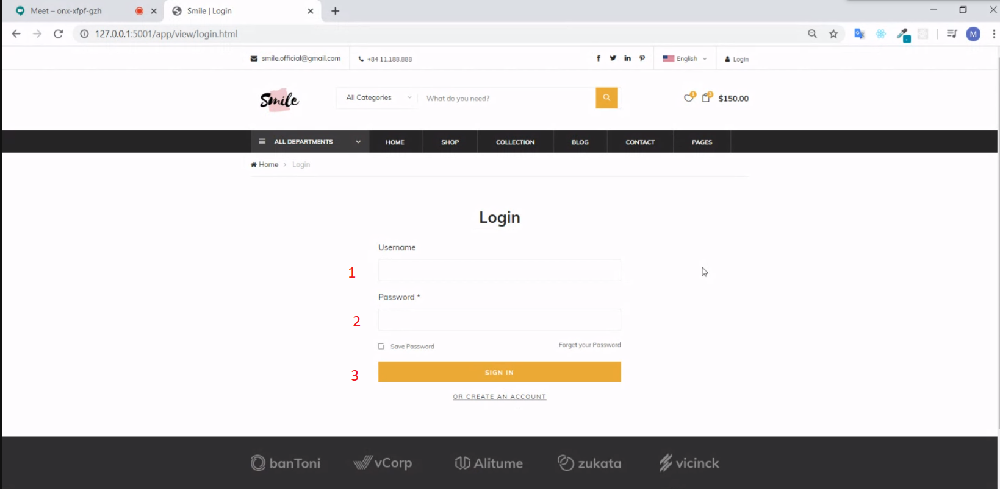 Meet – onx-xfpf-gzh
Smile | Login
127.0.0.1:5001/app/view/login.html
M
smile.official@gmail.com
+84 11.188.888
English
Login
Smile
All Categories
What do you need?
1
3
$150.00
ALL DEPARTMENTS
HOME
SHOP
COLLECTION
BLOG
CONTACT
PAGES
Home > Login
Login
Username
1
Password *
2
Save Password
Forget your Password
3
SIGN IN
OR CREATE AN ACCOUNT
banToni
vCorp
Alitume
zukata
vicinck